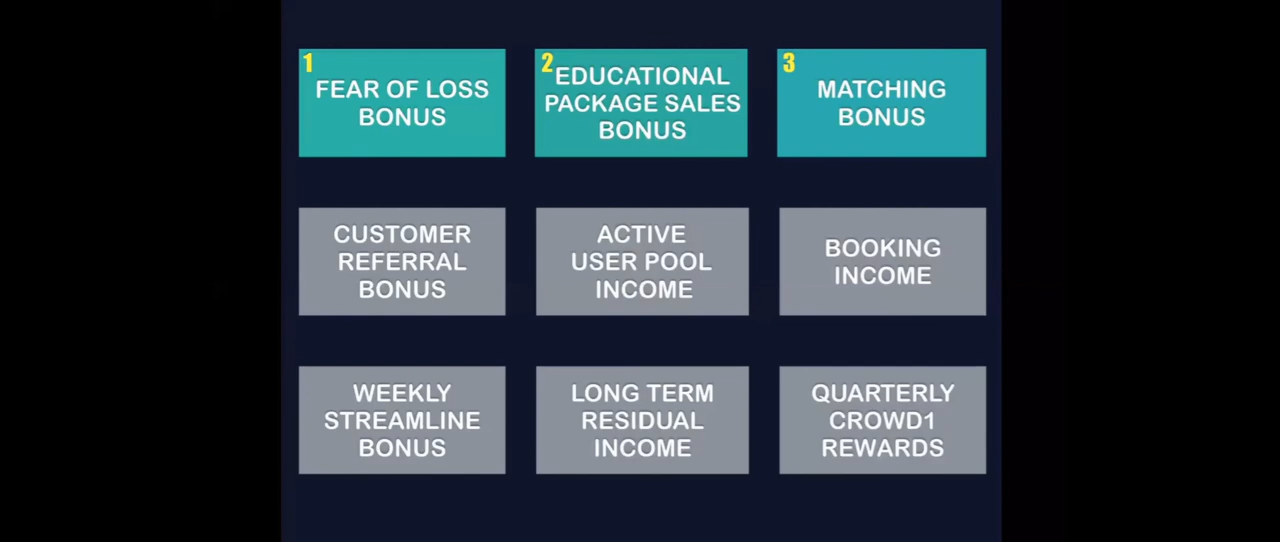 1
FEAR OF LOSS
BONUS
2
EDUCATIONAL
PACKAGE SALES
BONUS
3
MATCHING
BONUS
CUSTOMER
REFERRAL
BONUS
ACTIVE
USER POOL
INCOME
BOOKING
INCOME
WEEKLY
STREAMLINE
BONUS
LONG TERM
RESIDUAL
INCOME
QUARTERLY
CROWD1
REWARDS